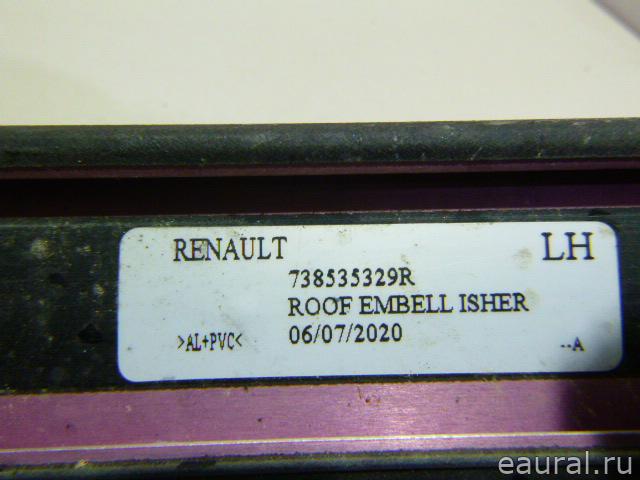 RENAULT LH
738535329R
ROOF EMBELL ISHER
>AL+PVC< 06/07/2020
--A
eaural.ru